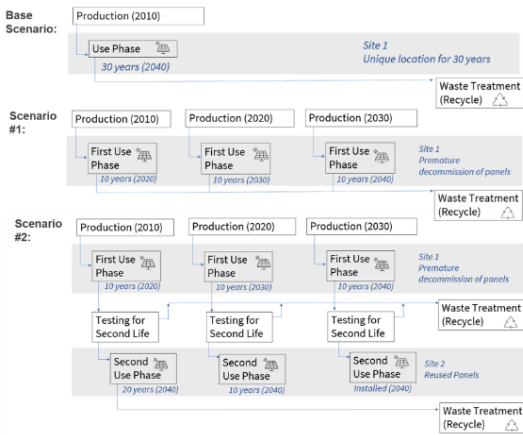 Base
Scenario:
Production (2010)
Use Phase
30 years (2040)
Site 1
Unique location for 30 years
Waste Treatment
(Recycle)
Scenario
#1:
Production (2010)
Production (2020)
Production (2030)
First Use
Phase
10 years (2020)
First Use
Phase
10 years (2030)
First Use
Phase
10 years (2040)
Site 1
Premature
decommission of panels
Waste Treatment
(Recycle)
Scenario
#2:
Production (2010)
Production (2020)
Production (2030)
First Use
Phase
10 years (2020)
First Use
Phase
10 years (2030)
First Use
Phase
10 years (2040)
Site 1
Premature
decommission of panels
Waste Treatment
(Recycle)
Testing for
Second Life
Testing for
Second Life
Testing for
Second Life
Second
Use Phase
20 years (2040)
Second
Use Phase
10 years (2040)
Second
Use Phase
Installed (2040)
Site 2
Reused Panels
Waste Treatment
(Recycle)